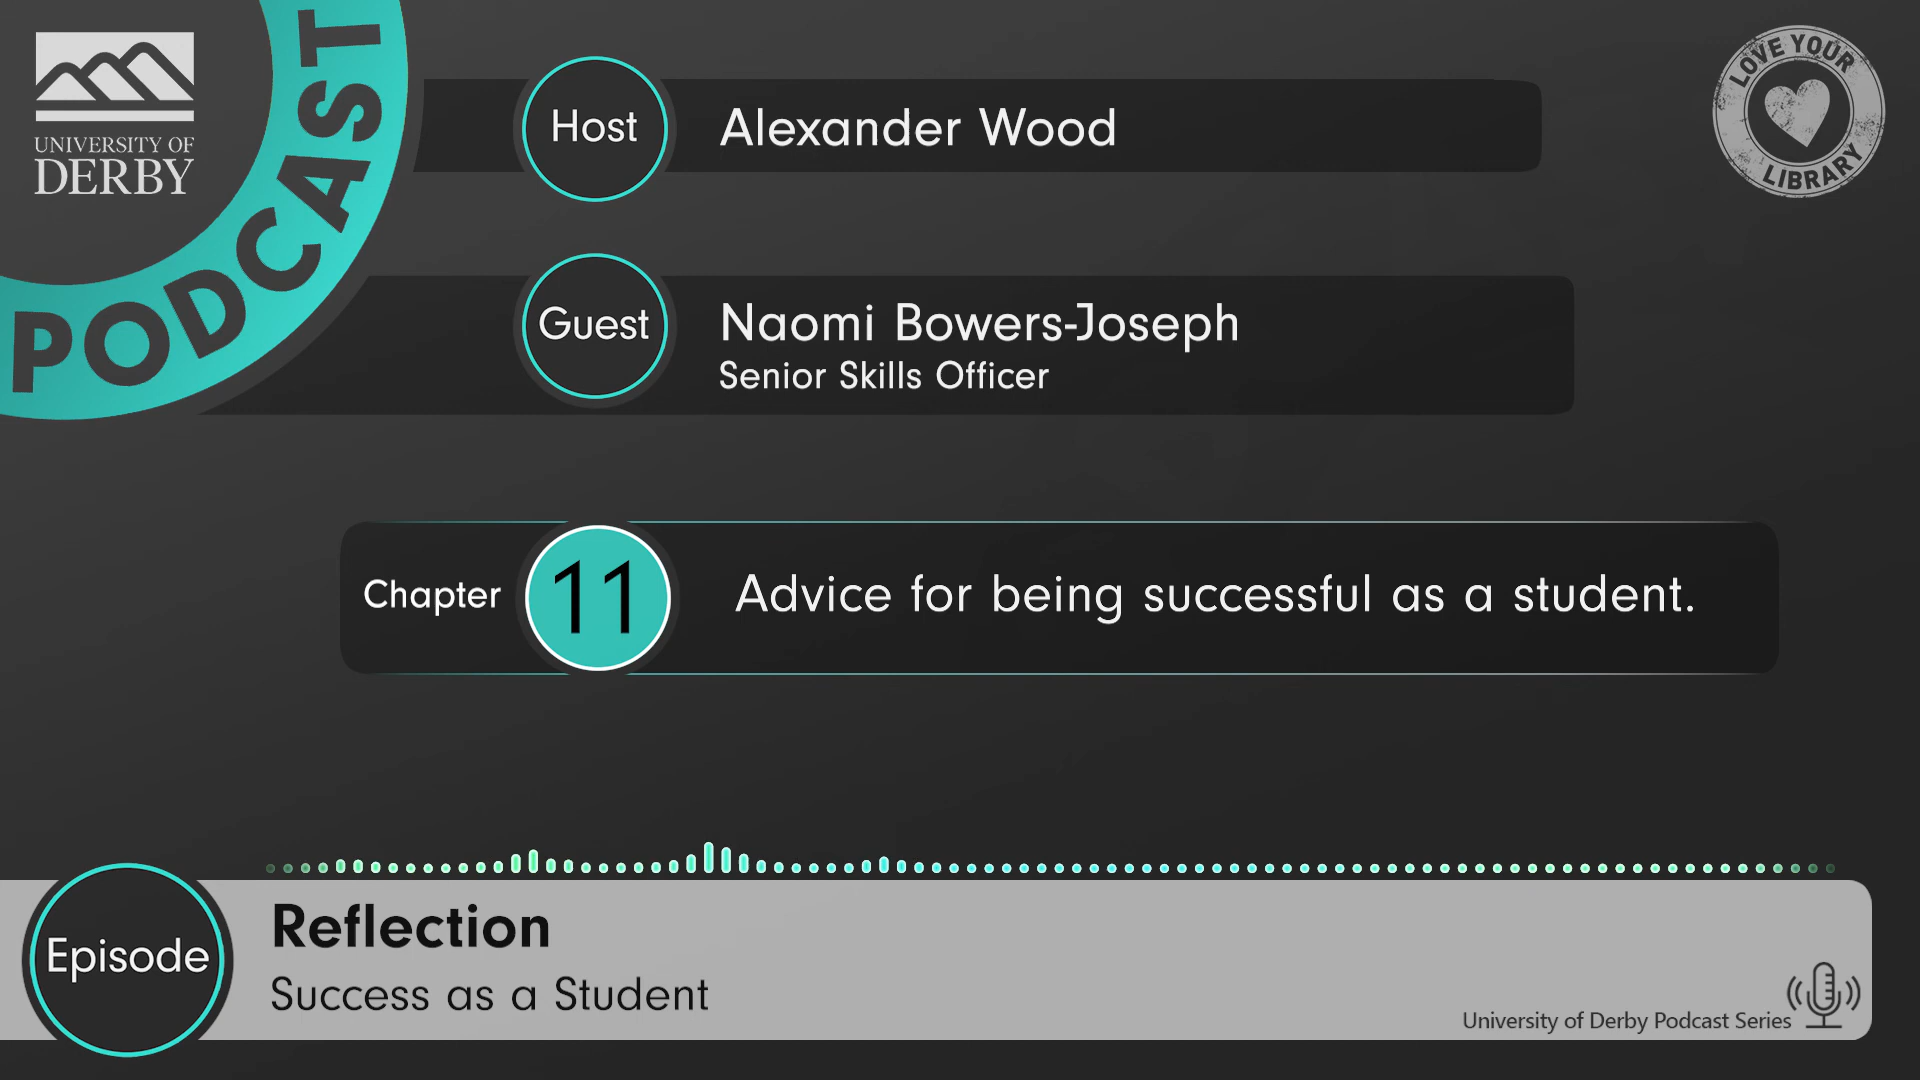 UNIVERSITY OF
DERBY
PODCAST
Host
Alexander Wood
LOVE YOUR
LIBRARY
Guest
Naomi Bowers-Joseph
Senior Skills Officer
Chapter
11
Advice for being successful as a student.
Episode
Reflection
Success as a Student
University of Derby Podcast Series